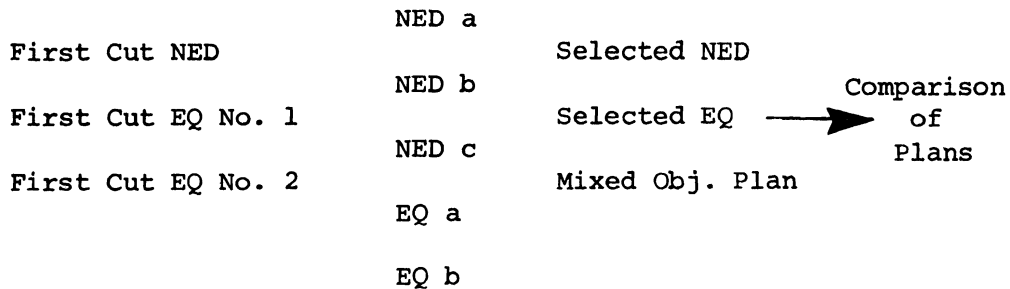 First Cut NED
First Cut EQ No. 1
First Cut EQ No. 2
NED a
NED b
NED c
EQ a
EQ b
Selected NED
Selected EQ
Mixed Obj. Plan
Comparison
of
Plans